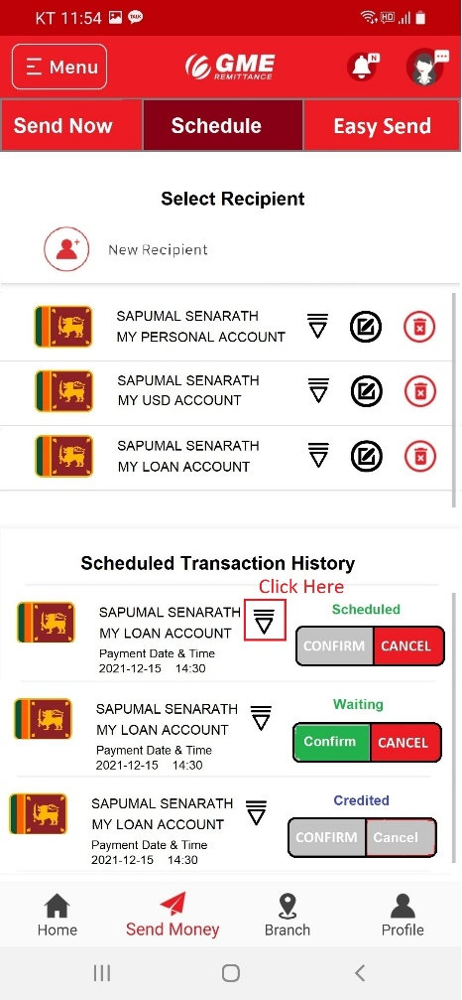 KT 11:54 TALK HD
Menu
GME
REMITTANCE
N
Send Now
Schedule
Easy Send
Select Recipient
New Recipient
SAPUMAL SENARATH
MY PERSONAL ACCOUNT
SAPUMAL SENARATH
MY USD ACCOUNT
SAPUMAL SENARATH
MY LOAN ACCOUNT
Scheduled Transaction History
Click Here
SAPUMAL SENARATH
MY LOAN ACCOUNT
Payment Date & Time
2021-12-15 14:30
Scheduled
CONFIRM CANCEL
SAPUMAL SENARATH
MY LOAN ACCOUNT
Payment Date & Time
2021-12-15 14:30
Waiting
Confirm CANCEL
SAPUMAL SENARATH
MY LOAN ACCOUNT
Payment Date & Time
2021-12-15 14:30
Credited
CONFIRM Cancel
Home
Send Money
Branch
Profile